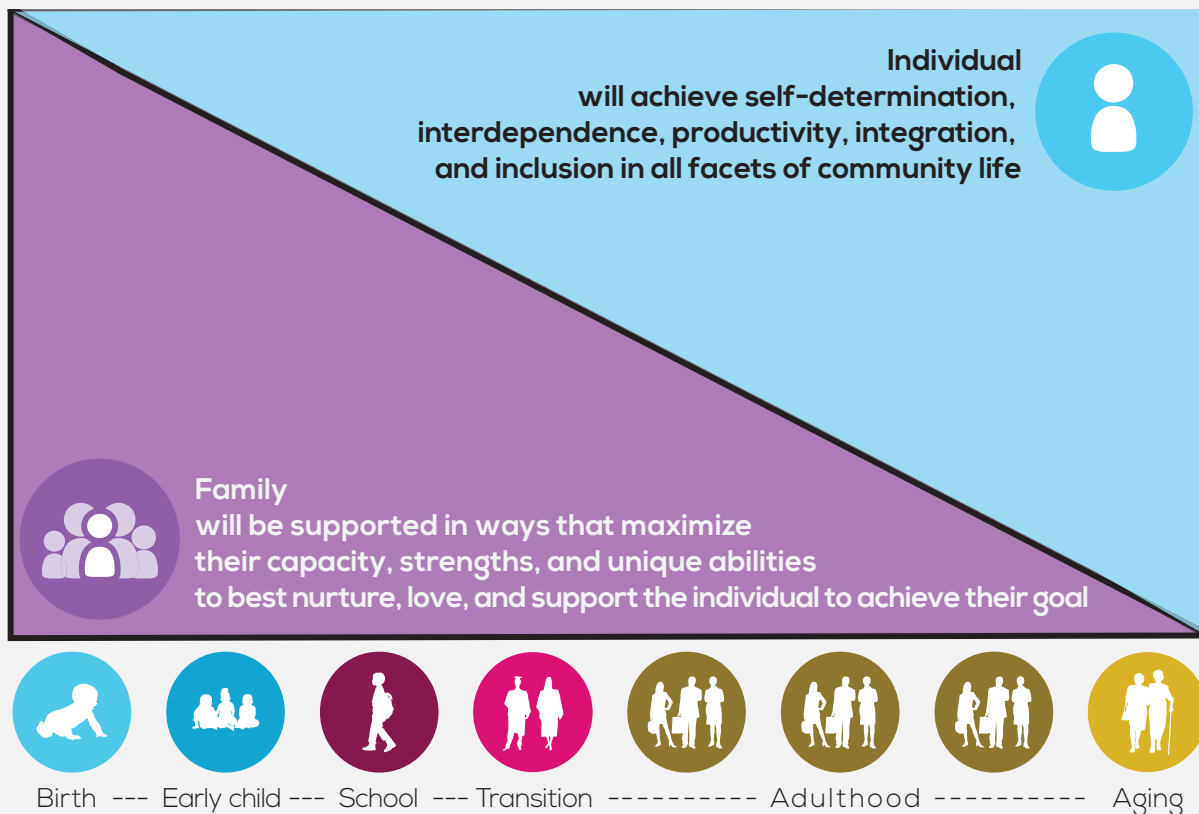 Individual
will achieve self-determination,
interdependence, productivity, integration,
and inclusion in all facets of community life
Family
will be supported in ways that maximize
their capacity, strengths, and unique abilities
to best nurture, love, and support the individual to achieve their goal
Birth --- Early child --- School --- Transition ---------- Adulthood ---------- Aging